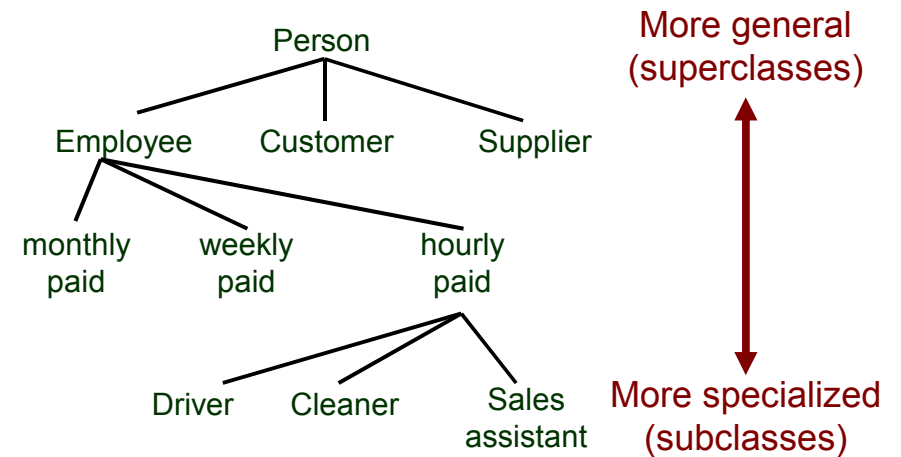 Person
More general
(superclasses)
Employee
Customer
Supplier
monthly
paid
weekly
paid
hourly
paid
Driver
Cleaner
Sales
assistant
More specialized
(subclasses)